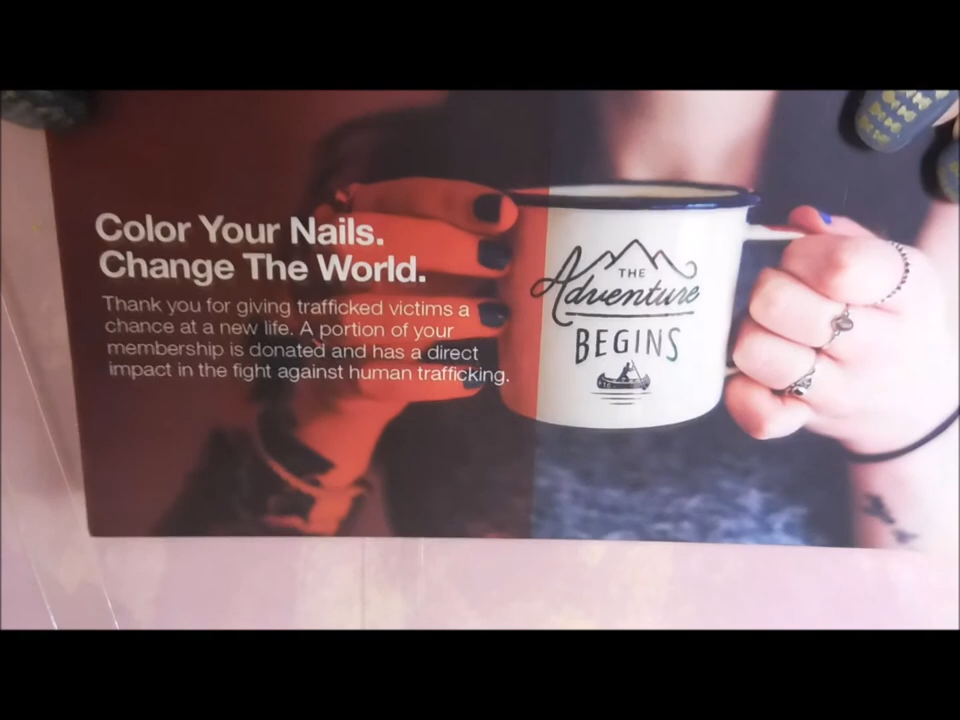 Color Your Nails.
Change The World.
Thank you for giving trafficked victims a
chance at a new life. A portion of your
membership is donated and has a direct
impact in the fight against human trafficking.
THE
Adventure
BEGINS